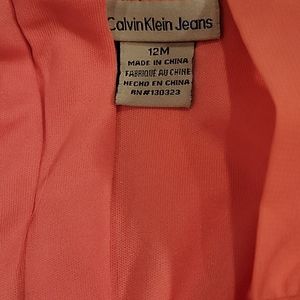 Calvin Klein Jeans
12M
MADE IN CHINA
FABRIQUÉ AU CHINE
HECHO EN CHINA
RN#130323